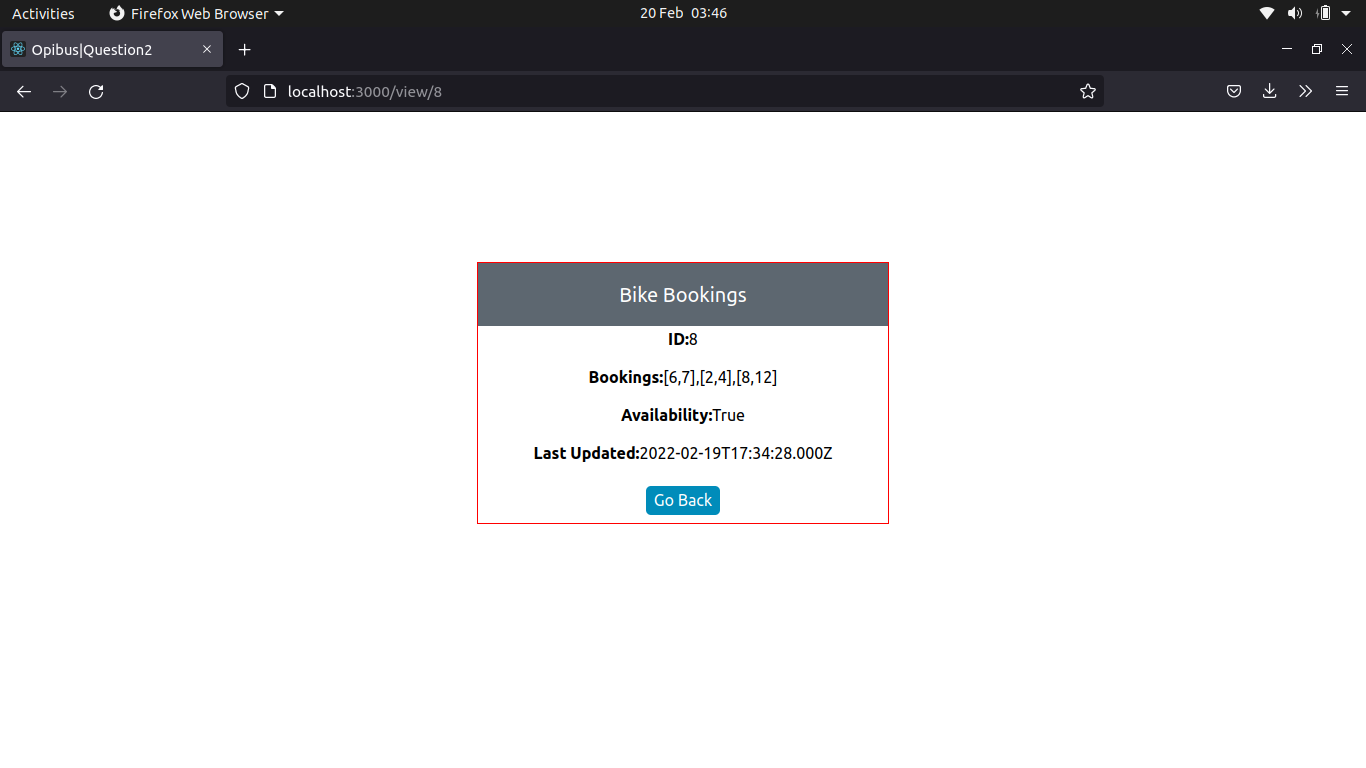 Activities Firefox Web Browser 20 Feb 03:46
Opibus|Question2
localhost:3000/view/8
Bike Bookings
ID:8
Bookings:[6,7],[2,4],[8,12]
Availability:True
Last Updated:2022-02-19T17:34:28.000Z
Go Back